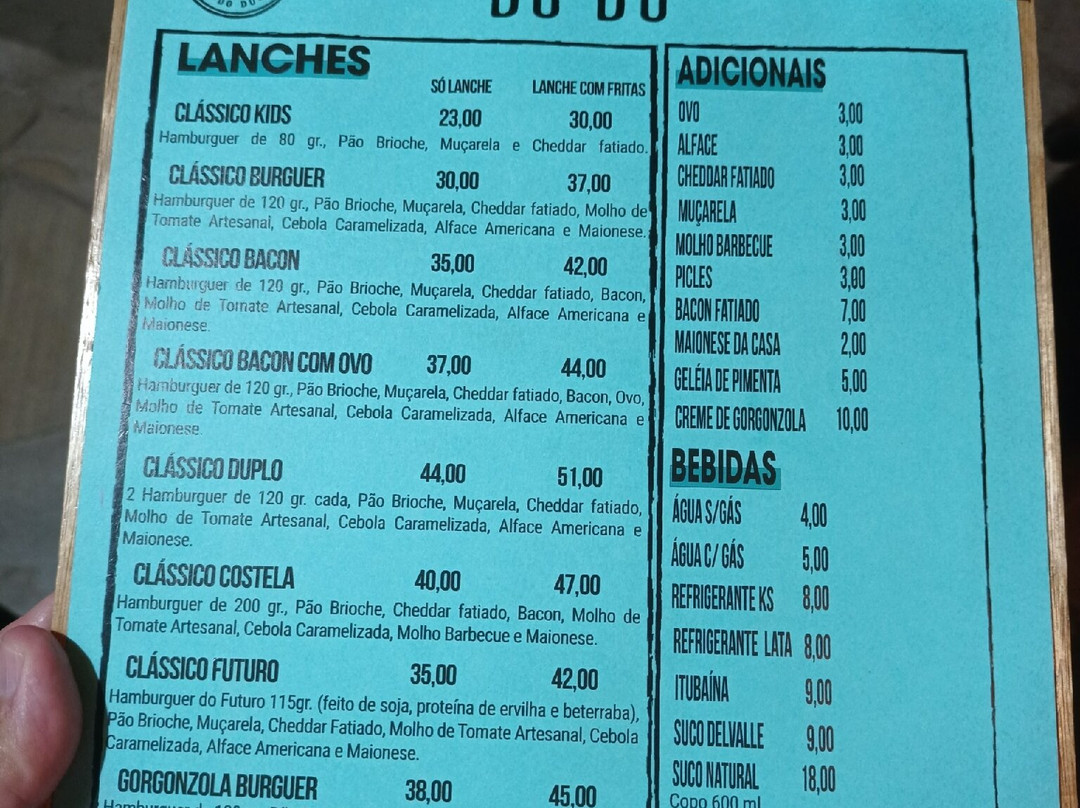 DO DU
LANCHES
SÓ LANCHE LANCHE COM FRITAS
CLÁSSICO KIDS 23,00 30,00
Hamburguer de 80 gr., Pão Brioche, Muçarela e Cheddar fatiado.
CLÁSSICO BURGUER 30,00 37,00
Hamburguer de 120 gr., Pão Brioche, Muçarela, Cheddar fatiado, Molho de
Tomate Artesanal, Cebola Caramelizada, Alface Americana e Maionese.
CLÁSSICO BACON 35,00 42,00
Hamburguer de 120 gr., Pão Brioche, Muçarela, Cheddar fatiado, Bacon,
Molho de Tomate Artesanal, Cebola Caramelizada, Alface Americana e
Maionese.
CLÁSSICO BACON COM OVO 37,00 44,00
Hamburguer de 120 gr., Pão Brioche, Muçarela, Cheddar fatiado, Bacon, Ovo,
Molho de Tomate Artesanal, Cebola Caramelizada, Alface Americana e
Maionese.
CLÁSSICO DUPLO 44,00 51,00
2 Hamburguer de 120 gr. cada, Pão Brioche, Muçarela, Cheddar fatiado,
Molho de Tomate Artesanal, Cebola Caramelizada, Alface Americana e
Maionese.
CLÁSSICO COSTELA 40,00 47,00
Hamburguer de 200 gr., Pão Brioche, Cheddar fatiado, Bacon, Molho de
Tomate Artesanal, Cebola Caramelizada, Molho Barbecue e Maionese.
CLÁSSICO FUTURO 35,00 42,00
Hamburguer do Futuro 115gr. (feito de soja, proteína de ervilha e beterraba),
Pão Brioche, Muçarela, Cheddar Fatiado, Molho de Tomate Artesanal, Cebola
Caramelizada, Alface Americana e Maionese.
GORGONZOLA BURGUER 38,00 45,00
ADICIONAIS
OVO 3,00
ALFACE 3,00
CHEDDAR FATIADO 3,00
MUÇARELA 3,00
MOLHO BARBECUE 3,00
PICLES 3,80
BACON FATIADO 7,00
MAIONESE DA CASA 2,00
GELÉIA DE PIMENTA 5,00
CREME DE GORGONZOLA 10,00
BEBIDAS
ÁGUA S/GÁS 4,00
ÁGUA C/ GÁS 5,00
REFRIGERANTE KS 8,00
REFRIGERANTE LATA 8,00
ITUBAÍNA 9,00
SUCO DELVALLE 9,00
SUCO NATURAL 18,00
Copo 600 ml